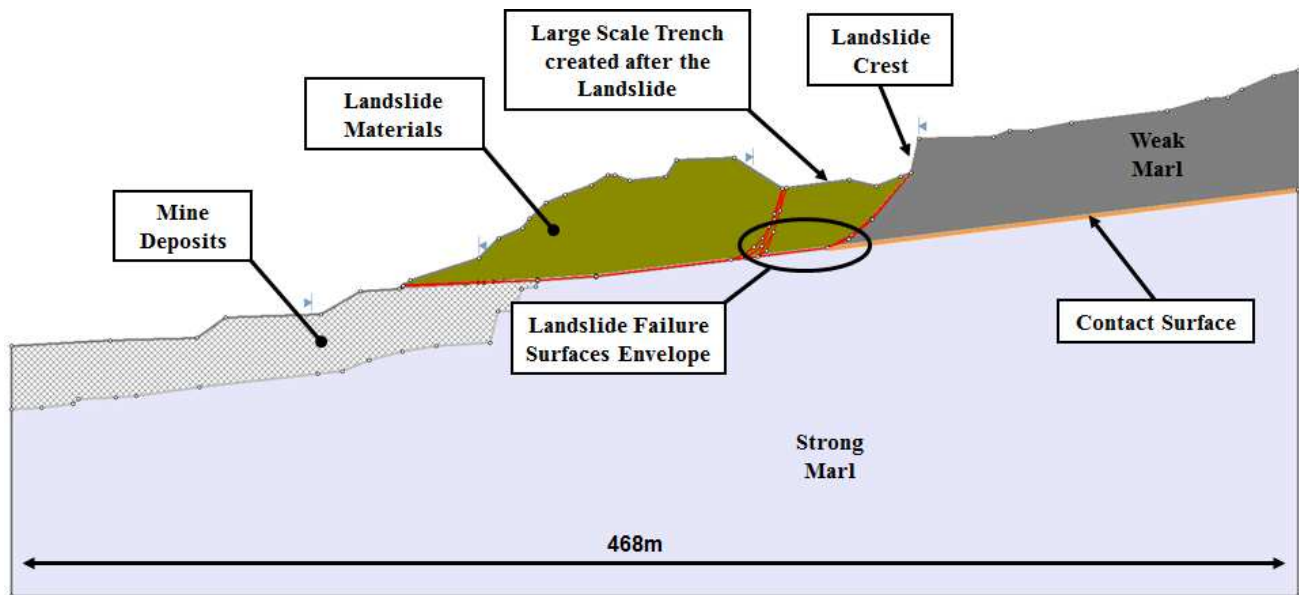 Large Scale Trench
created after the
Landslide
Landslide
Crest
Landslide
Materials
Weak
Marl
Mine
Deposits
Landslide Failure
Surfaces Envelope
Contact Surface
Strong
Marl
468m